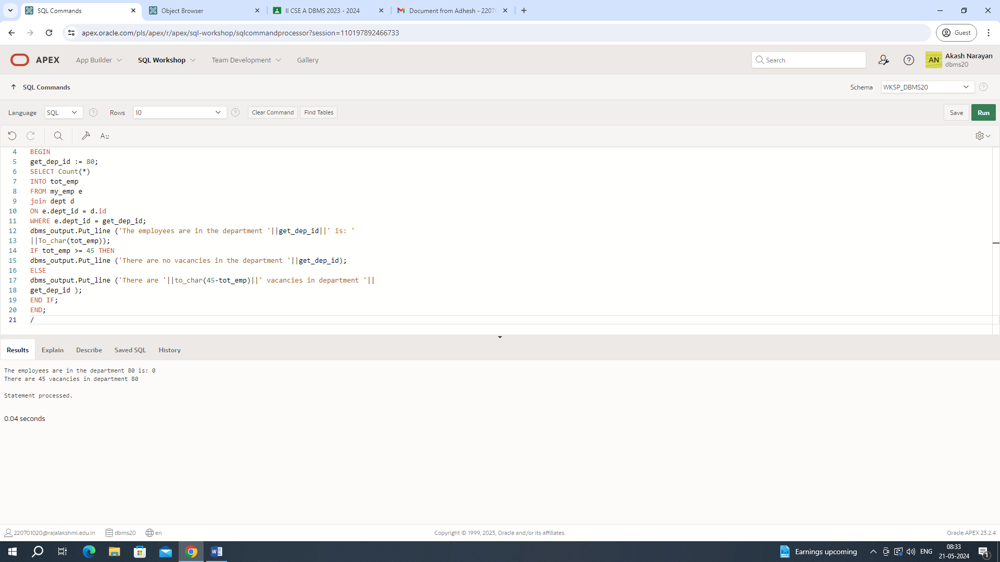 SQL Commands
Object Browser
II CSE A DBMS 2023 - 2024
Document from Adhesh - 2207
apex.oracle.com/pls/apex/r/apex/sql-workshop/sqlcommandprocessor?session=110197892466733
Guest
APEX
App Builder
SQL Workshop
Team Development
Gallery
Search
AN
Akash Narayan
dbms20
SQL Commands
Schema
WKSP_DBMS20
Language
SQL
Rows
10
Clear Command
Find Tables
Save
Run
4 BEGIN
5 get_dep_id := 80;
6 SELECT Count(*)
7 INTO tot_emp
8 FROM my_emp e
9 join dept d
10 ON e.dept_id = d.id
11 WHERE e.dept_id = get_dep_id;
12 dbms_output.Put_line ('The employees are in the department '||get_dep_id||' is: '
13 ||To_char(tot_emp));
14 IF tot_emp >= 45 THEN
15 dbms_output.Put_line ('There are no vacancies in the department '||get_dep_id);
16 ELSE
17 dbms_output.Put_line ('There are '||to_char(45-tot_emp)||' vacancies in department '||
18 get_dep_id );
19 END IF;
20 END;
21 /
Results
Explain
Describe
Saved SQL
History
The employees are in the department 80 is: 0
There are 45 vacancies in department 80
Statement processed.
0.04 seconds
220701020@rajalakshmi.edu.in
dbms20
en
Copyright © 1999, 2023, Oracle and/or its affiliates.
Oracle APEX 23.2.4
Earnings upcoming
ENG
08:33
21-05-2024
1